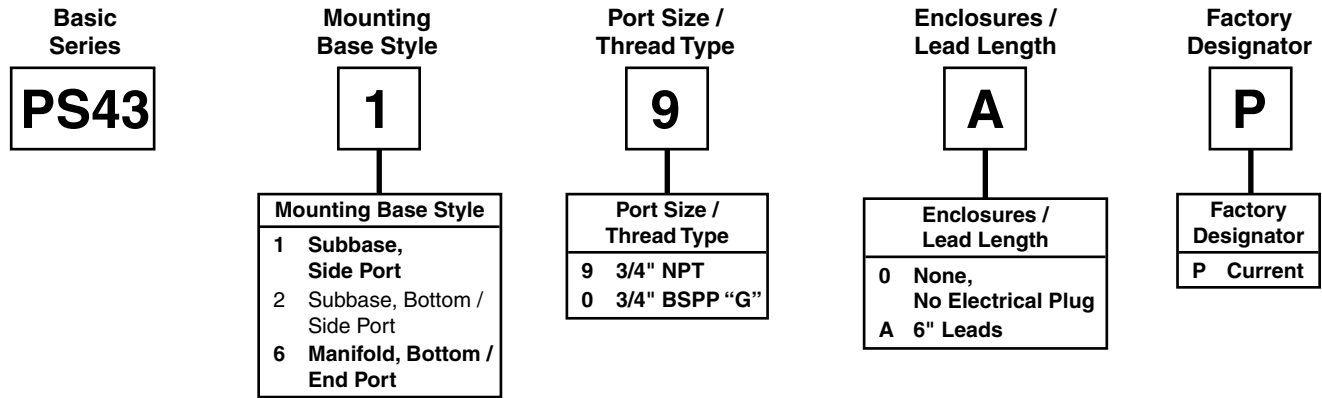 Basic
Series
Mounting
Base Style
Port Size /
Thread Type
Enclosures /
Lead Length
Factory
Designator
PS43
1
9
A
P
Mounting Base Style
1 Subbase,
Side Port
2 Subbase, Bottom /
Side Port
6 Manifold, Bottom /
End Port
Port Size /
Thread Type
9 3/4" NPT
0 3/4" BSPP “G”
Enclosures /
Lead Length
0 None,
No Electrical Plug
A 6" Leads
Factory
Designator
P Current